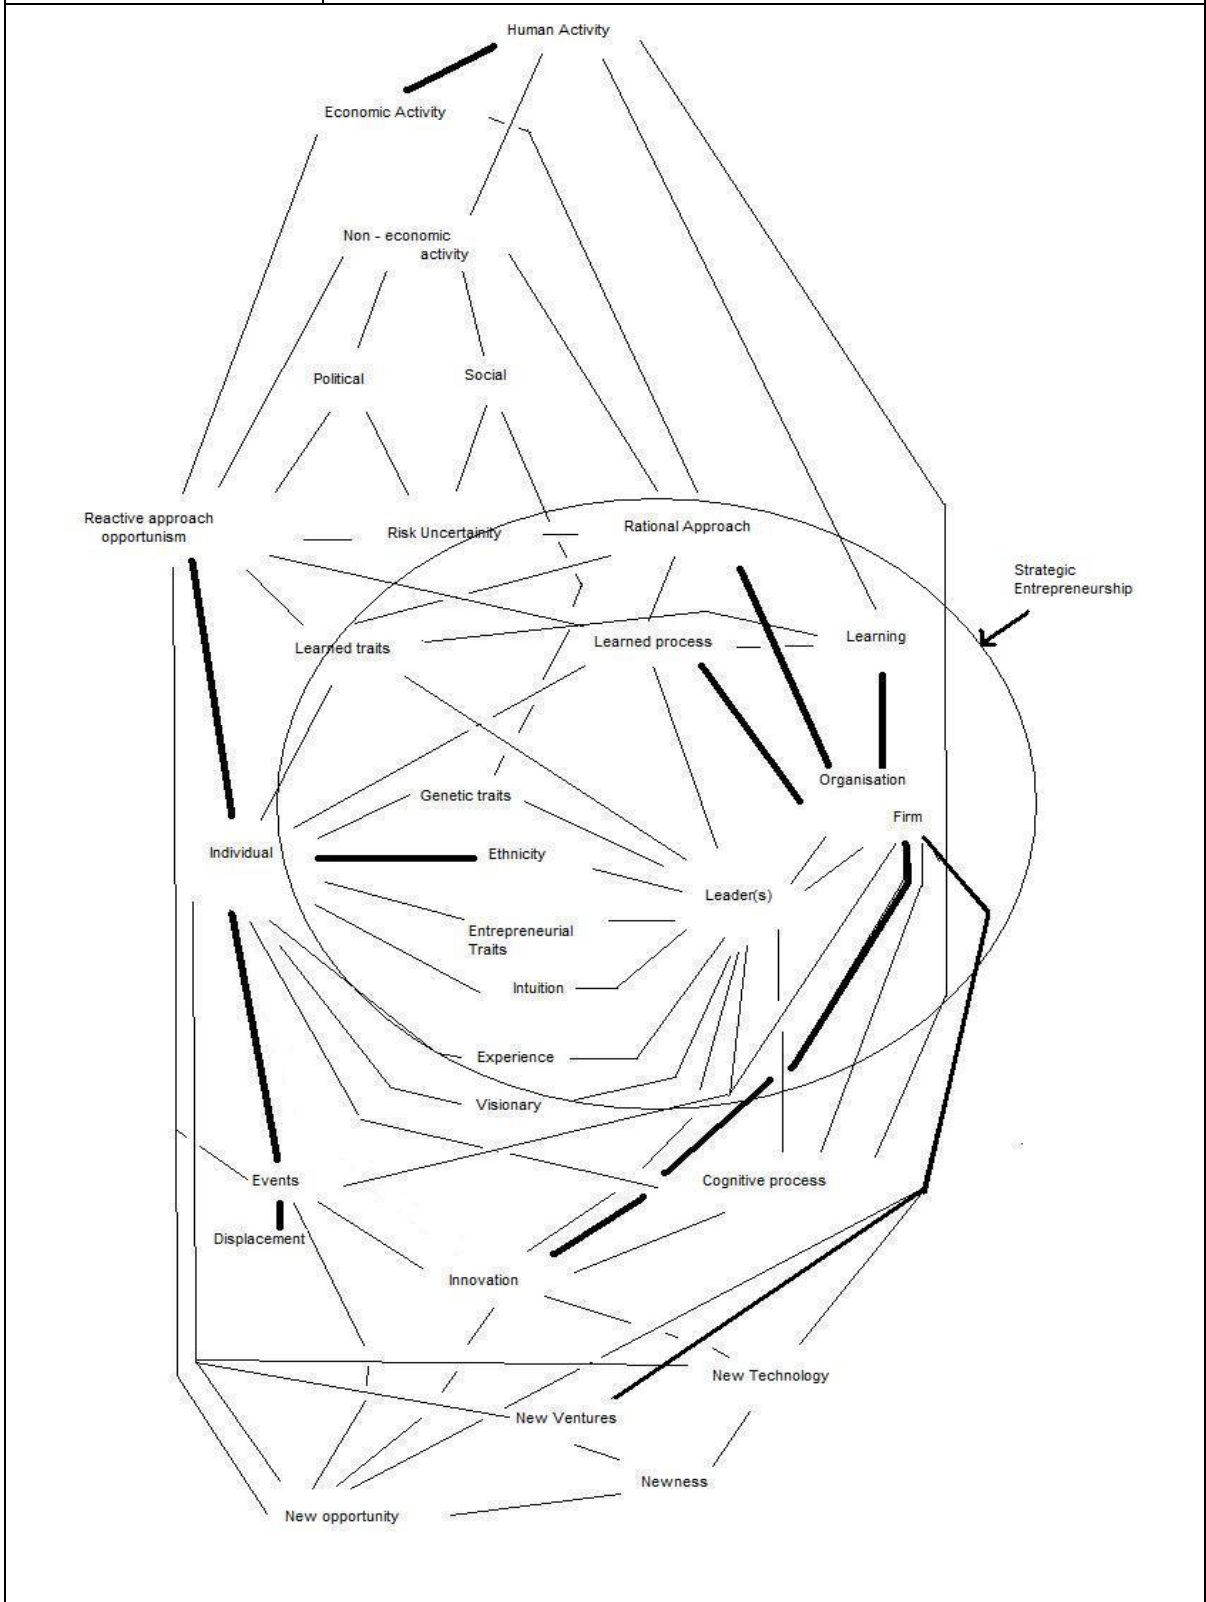 Human Activity
Economic Activity
Non - economic
activity
Political
Social
Reactive approach
opportunism
Risk Uncertainity
Rational Approach
Strategic
Entrepreneurship
Learned traits
Learned process
Learning
Genetic traits
Organisation
Firm
Individual
Ethnicity
Leader(s)
Entrepreneurial
Traits
Intuition
Experience
Visionary
Events
Cognitive process
Displacement
Innovation
New Technology
New Ventures
Newness
New opportunity